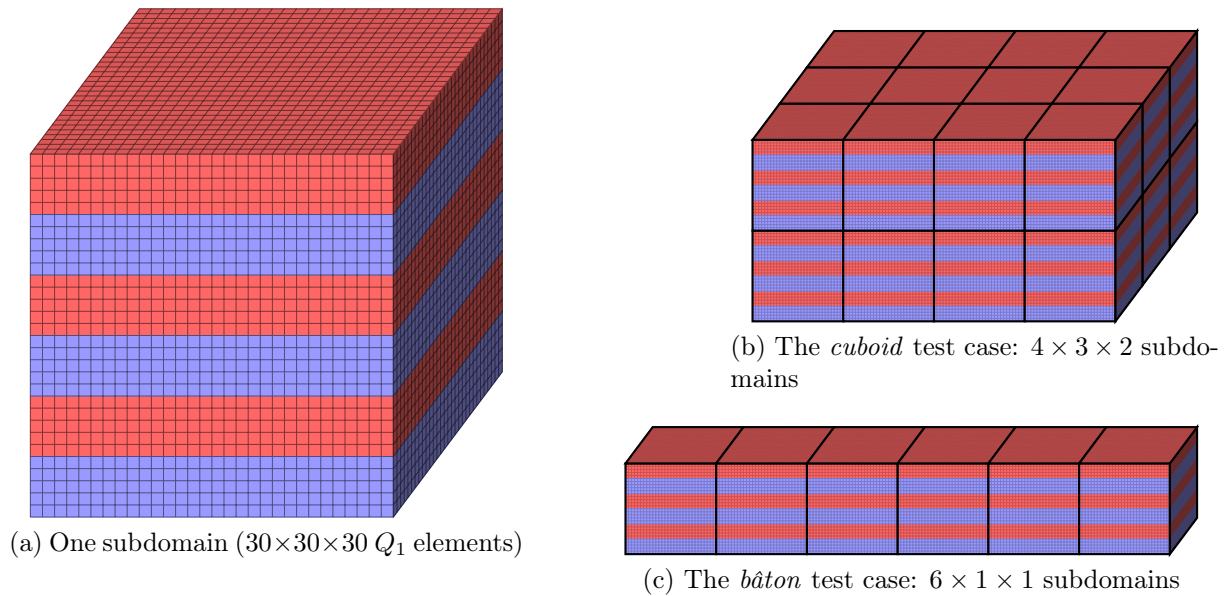 (a) One subdomain (30×30×30 Q₁ elements)
(b) The cuboid test case: 4 × 3 × 2 subdo-
mains
(c) The bâton test case: 6 × 1 × 1 subdomains